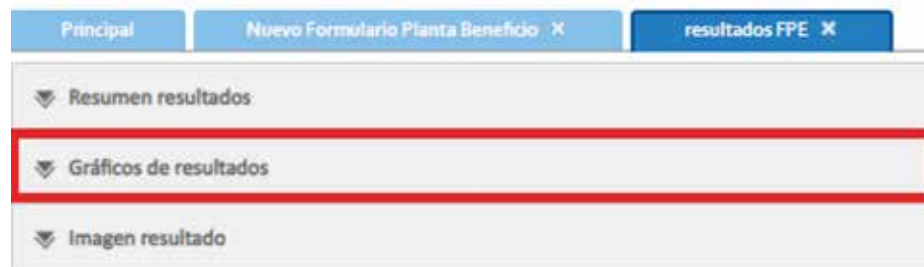 Principal Nuevo Formulario Planta Beneficio × resultados FPE ×
Resumen resultados
Gráficos de resultados
Imagen resultado